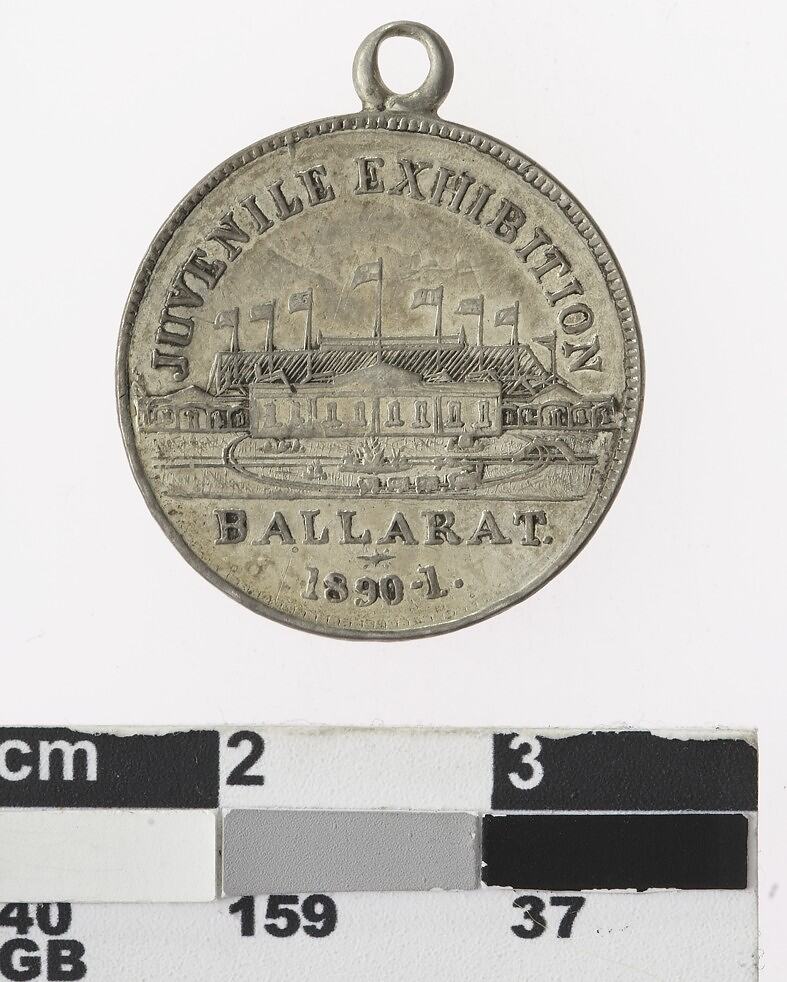 JUVENILE EXHIBITION
BALLARAT.
1890-1.
cm 2 3
40 159 37
GB